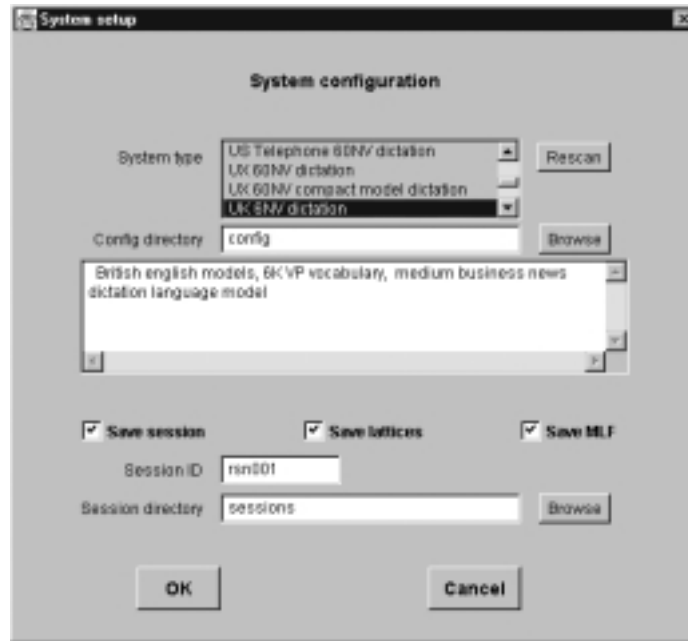 System setup
System configuration
System type
US Telephone 60NV dictation
UK 60NV dictation
UK 60NV compact model dictation
UK 6NV dictation
Rescan
Config directory
config
Browse
British english models, 6K VP vocabulary, medium business news
dictation language model
Save session
Save lattices
Save MLF
Session ID
rsn001
Session directory
sessions
Browse
OK
Cancel